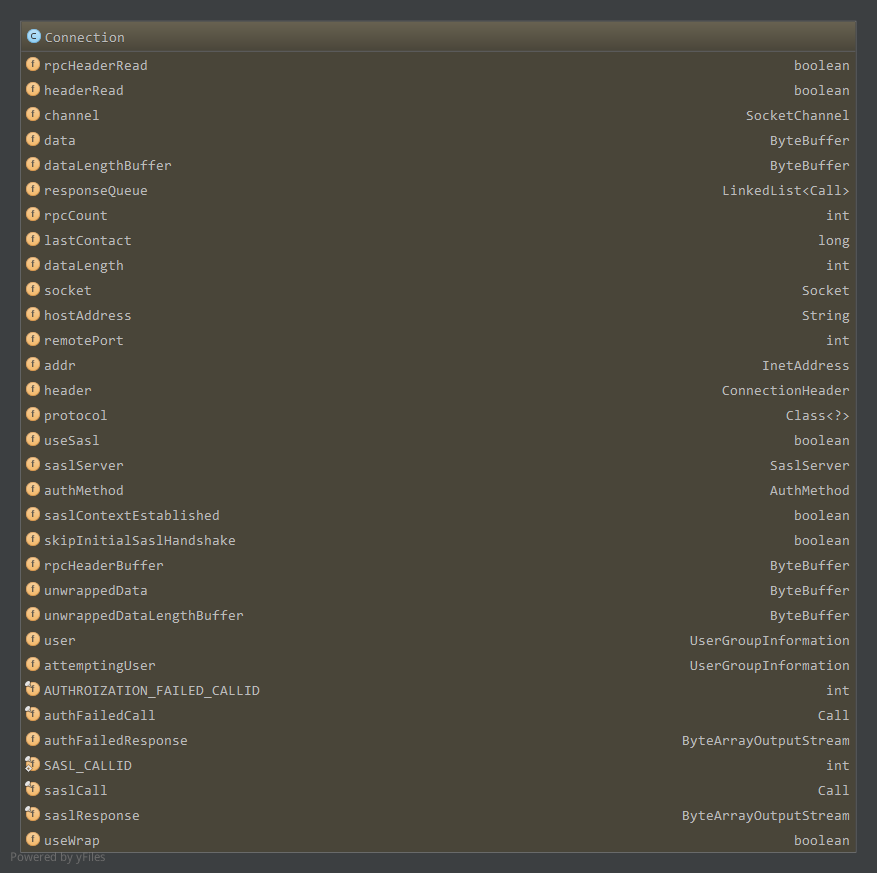 C Connection
f rpcHeaderRead boolean
f headerRead boolean
f channel SocketChannel
f data ByteBuffer
f dataLengthBuffer ByteBuffer
f responseQueue LinkedList<Call>
f rpcCount int
f lastContact long
f dataLength int
f socket Socket
f hostAddress String
f remotePort int
f addr InetAddress
f header ConnectionHeader
f protocol Class<?>
f useSasl boolean
f saslServer SaslServer
f authMethod AuthMethod
f saslContextEstablished boolean
f skipInitialSaslHandshake boolean
f rpcHeaderBuffer ByteBuffer
f unwrappedData ByteBuffer
f unwrappedDataLengthBuffer ByteBuffer
f user UserGroupInformation
f attemptingUser UserGroupInformation
f AUTHROIZATION_FAILED_CALLID int
f authFailedCall Call
f authFailedResponse ByteArrayOutputStream
f SASL_CALLID int
f saslCall Call
f saslResponse ByteArrayOutputStream
f useWrap boolean
Powered by yFiles